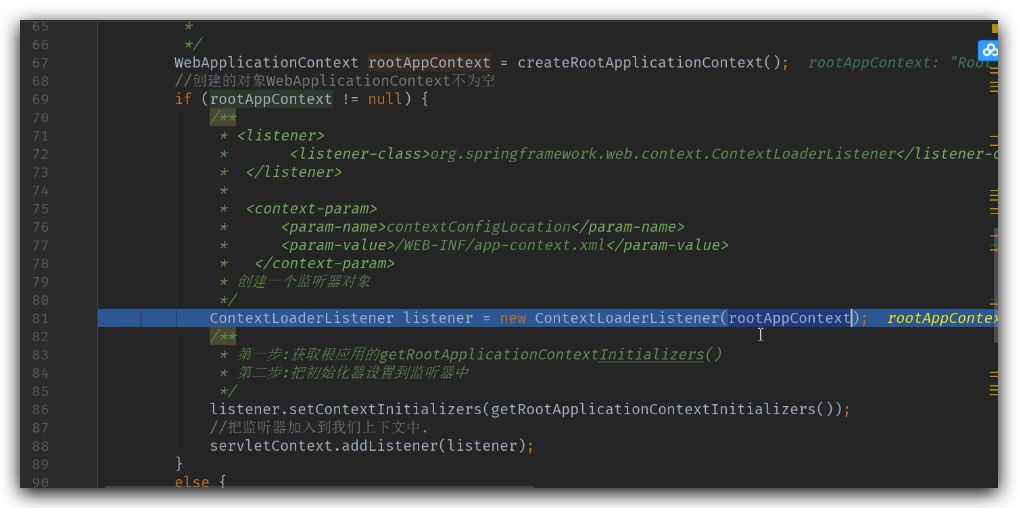 65 *
66 */
67 WebApplicationContext rootAppContext = createRootApplicationContext(); rootAppContext: "Root
68 //创建的对象WebApplicationContext不为空
69 if (rootAppContext != null) {
70 /**
71 * <listener>
72 * <listener-class>org.springframework.web.context.ContextLoaderListener</listener-c
73 * </listener>
74 *
75 * <context-param>
76 * <param-name>contextConfigLocation</param-name>
77 * <param-value>/WEB-INF/app-context.xml</param-value>
78 * </context-param>
79 * 创建一个监听器对象
80 */
81 ContextLoaderListener listener = new ContextLoaderListener(rootAppContext); rootAppContex
82 /**
83 * 第一步:获取根应用的getRootApplicationContextInitializers()
84 * 第二步:把初始化器设置到监听器中
85 */
86 listener.setContextInitializers(getRootApplicationContextInitializers());
87 //把监听器加入到我们上下文中.
88 servletContext.addListener(listener);
89 }
90 else {